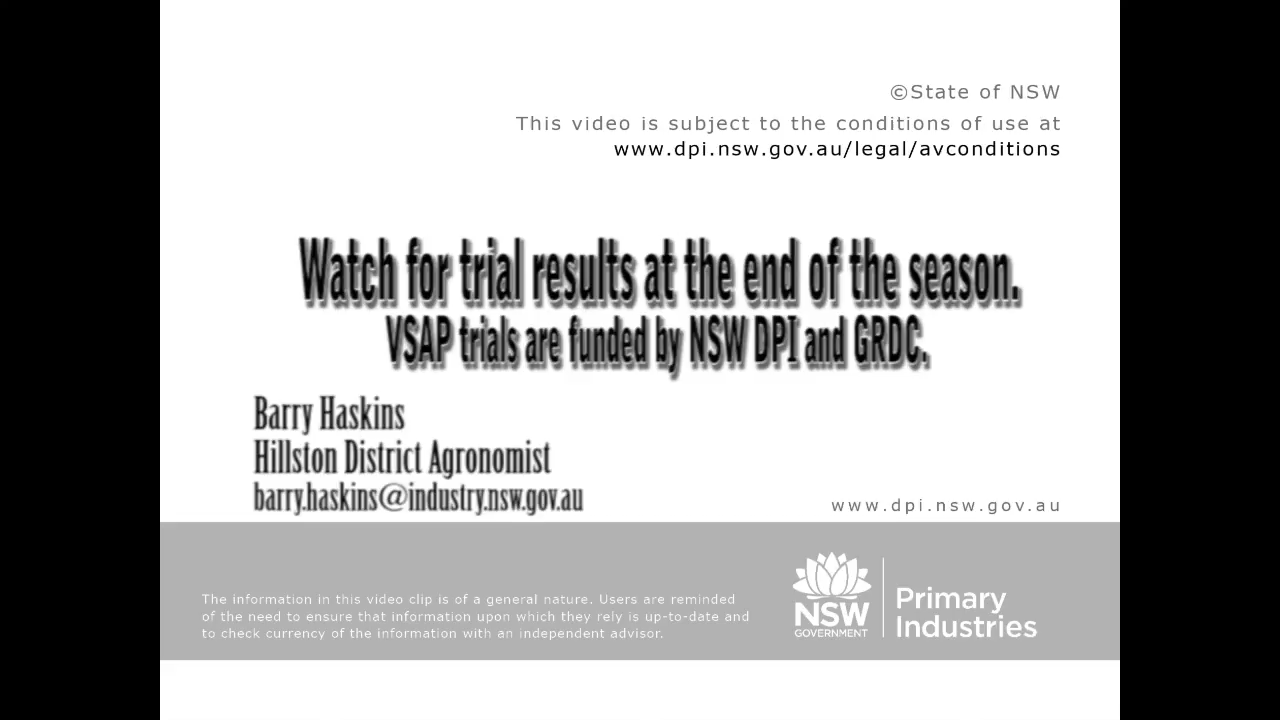 ©State of NSW
This video is subject to the conditions of use at
www.dpi.nsw.gov.au/legal/avconditions
Watch for trial results at the end of the season.
VSAP trials are funded by NSW DPI and GRDC.
Barry Haskins
Hillston District Agronomist
barry.haskins@industry.nsw.gov.au
www.dpi.nsw.gov.au
The information in this video clip is of a general nature. Users are reminded
of the need to ensure that information upon which they rely is up-to-date and
to check currency of the information with an independent advisor.
NSW
GOVERNMENT
Primary
Industries